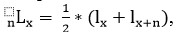 ₙLₓ = 1/2 * (lₓ + lₓ₊ₙ),